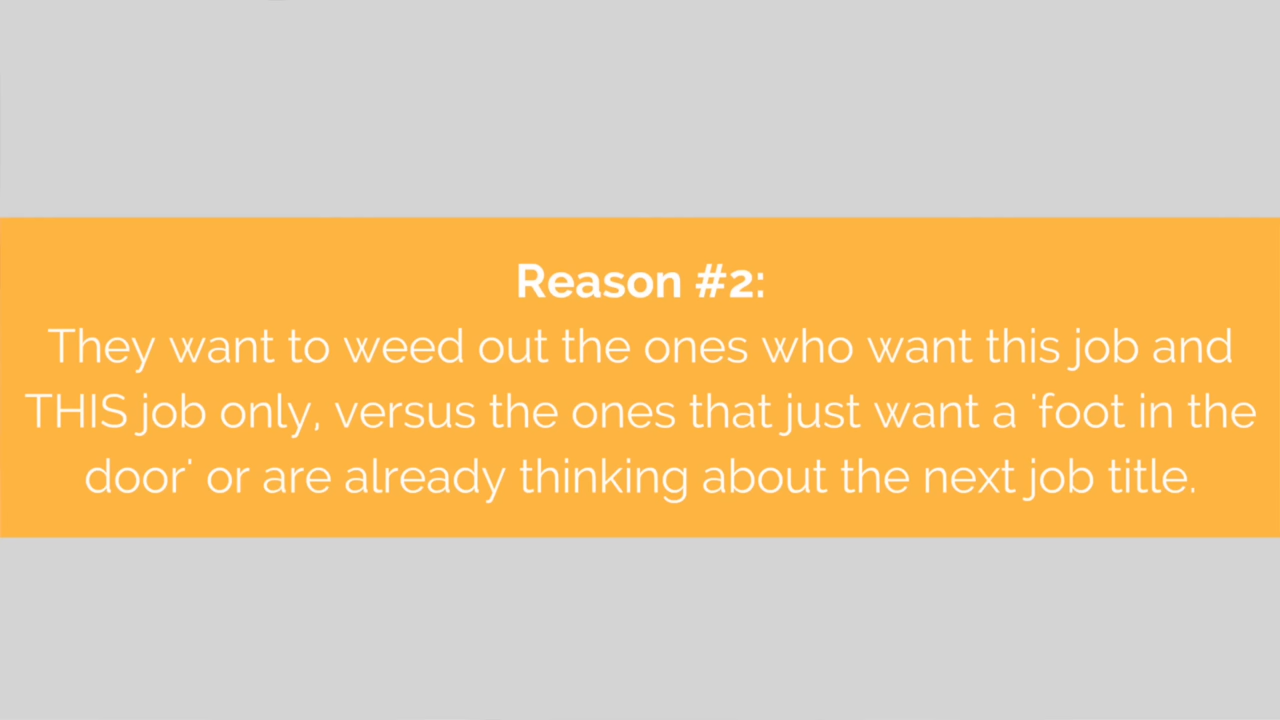 Reason #2:
They want to weed out the ones who want this job and
THIS job only, versus the ones that just want a 'foot in the
door' or are already thinking about the next job title.